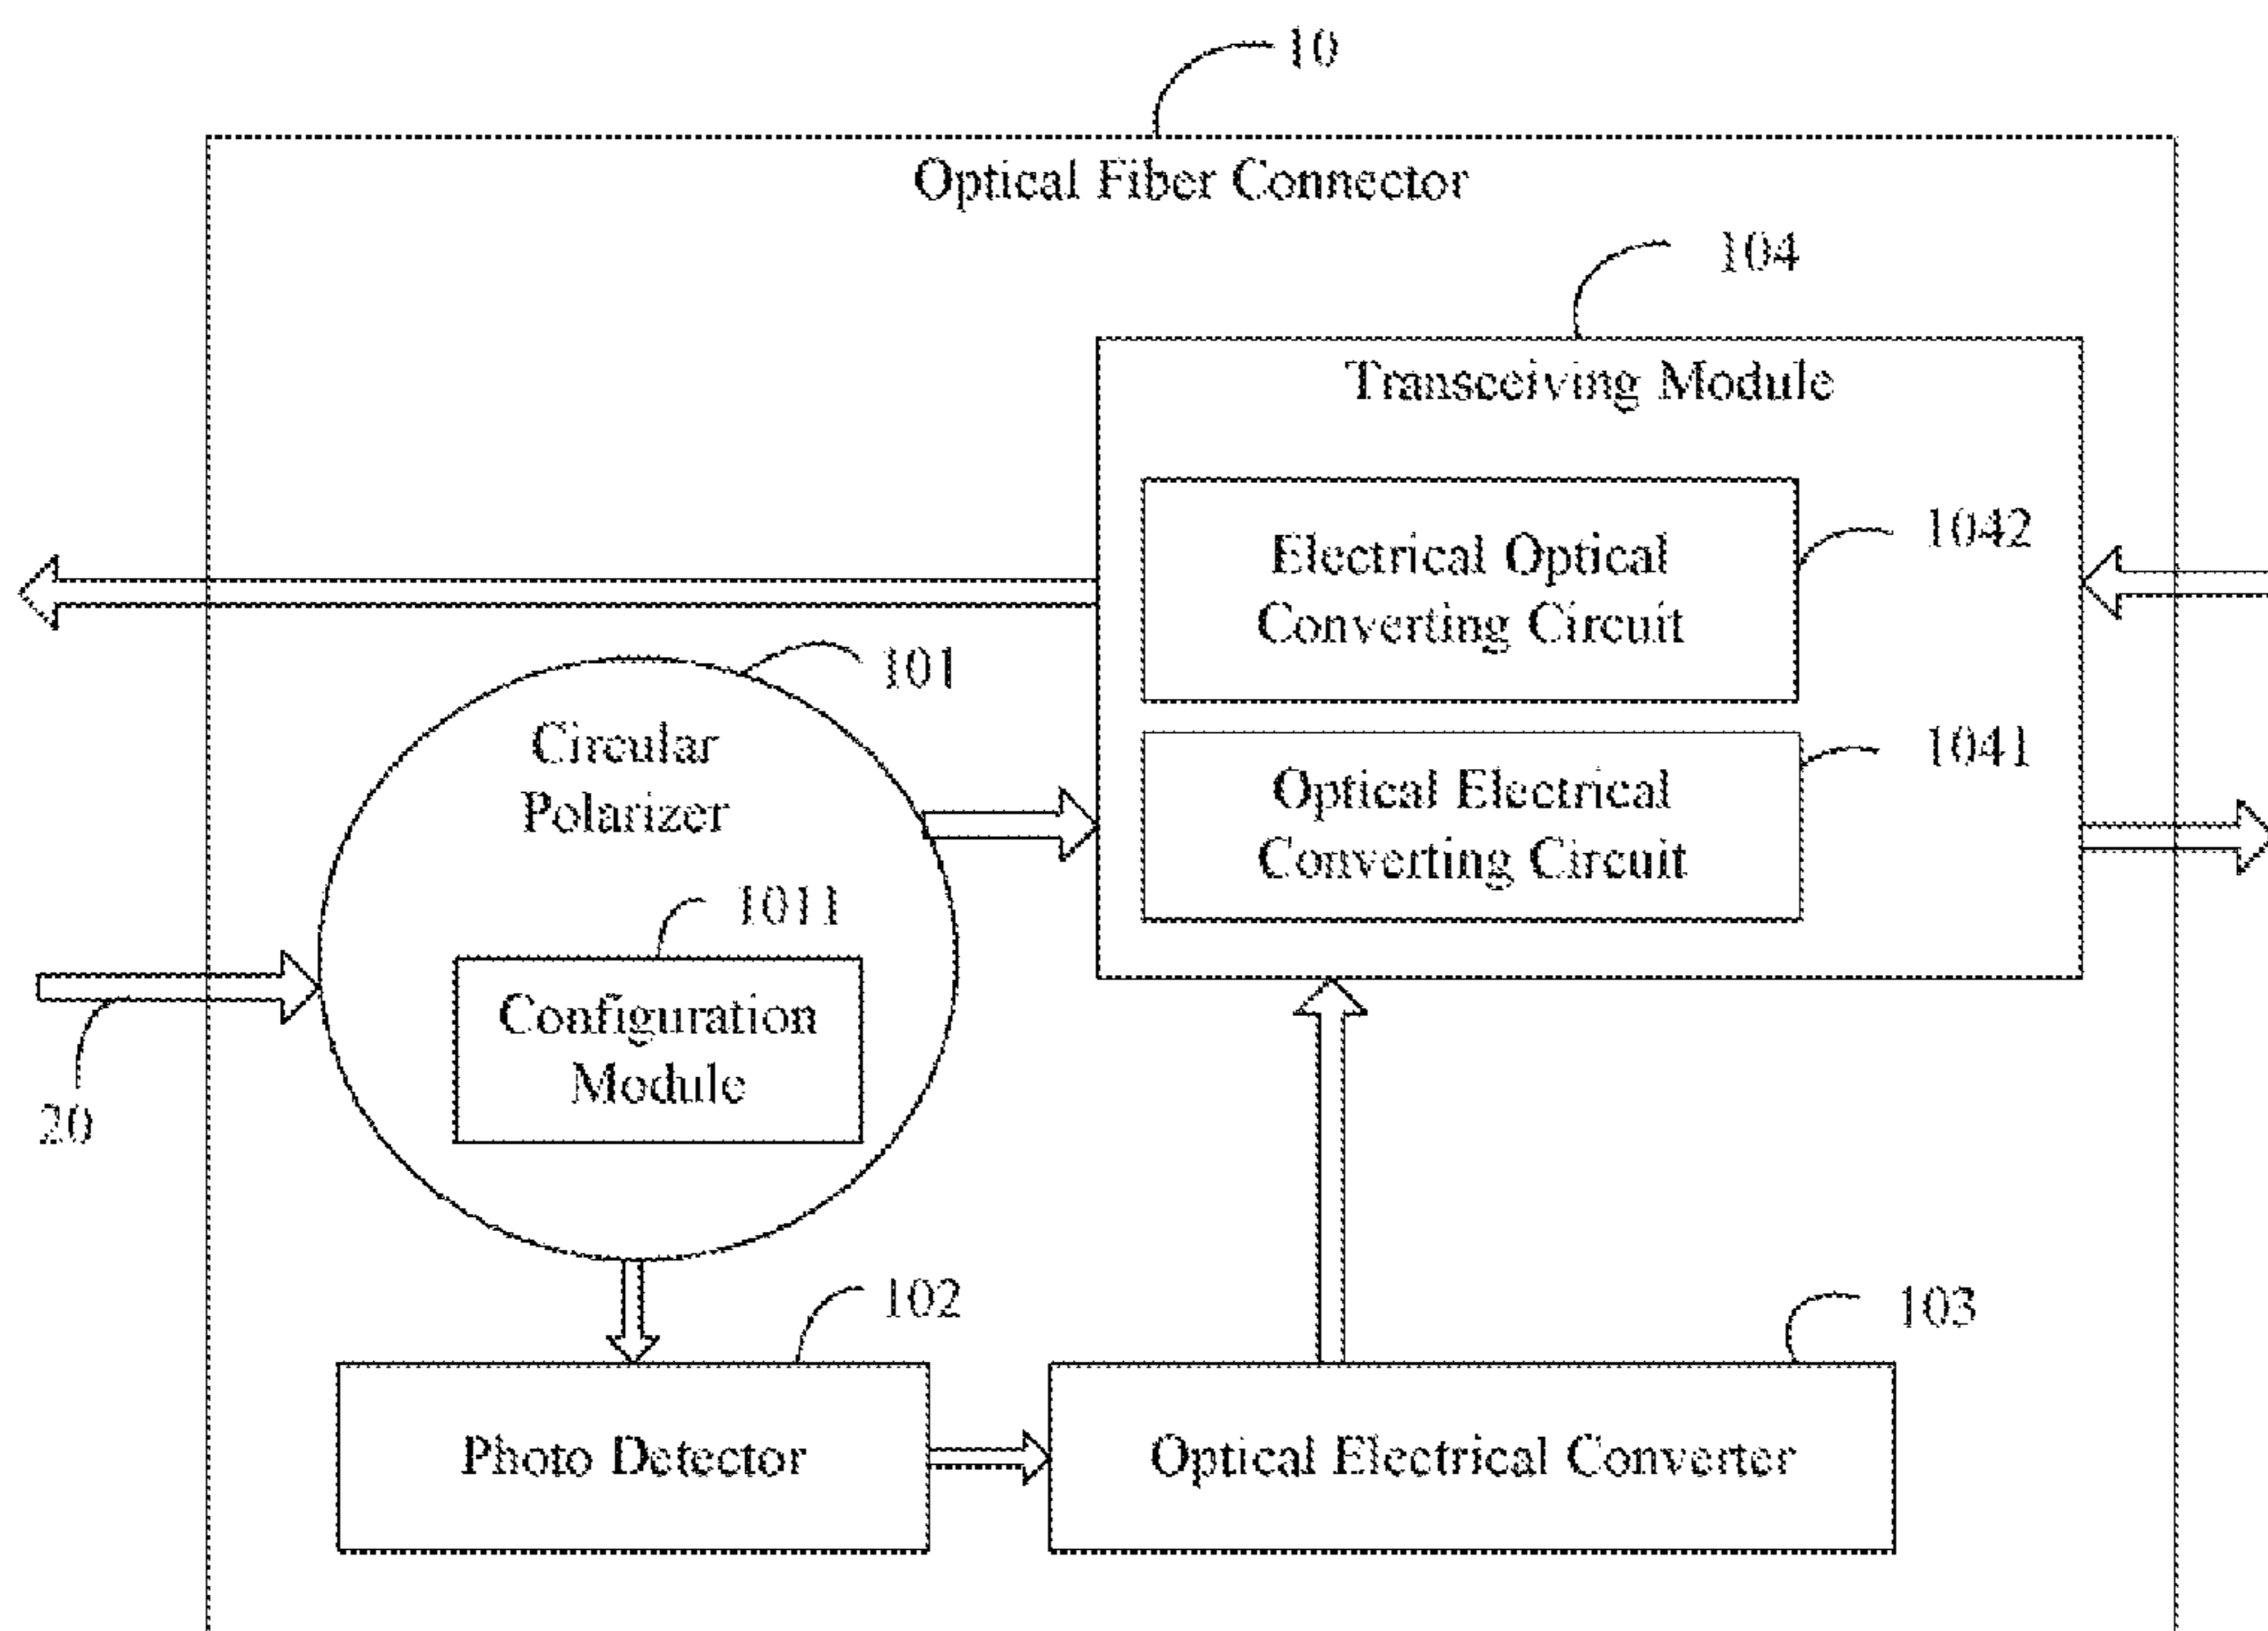 10
Optical Fiber Connector
104
Transceiving Module
Electrical Optical
Converting Circuit
1042
101
Circular
Polarizer
Optical Electrical
Converting Circuit
1041
1011
Configuration
Module
20
102
103
Photo Detector
Optical Electrical Converter